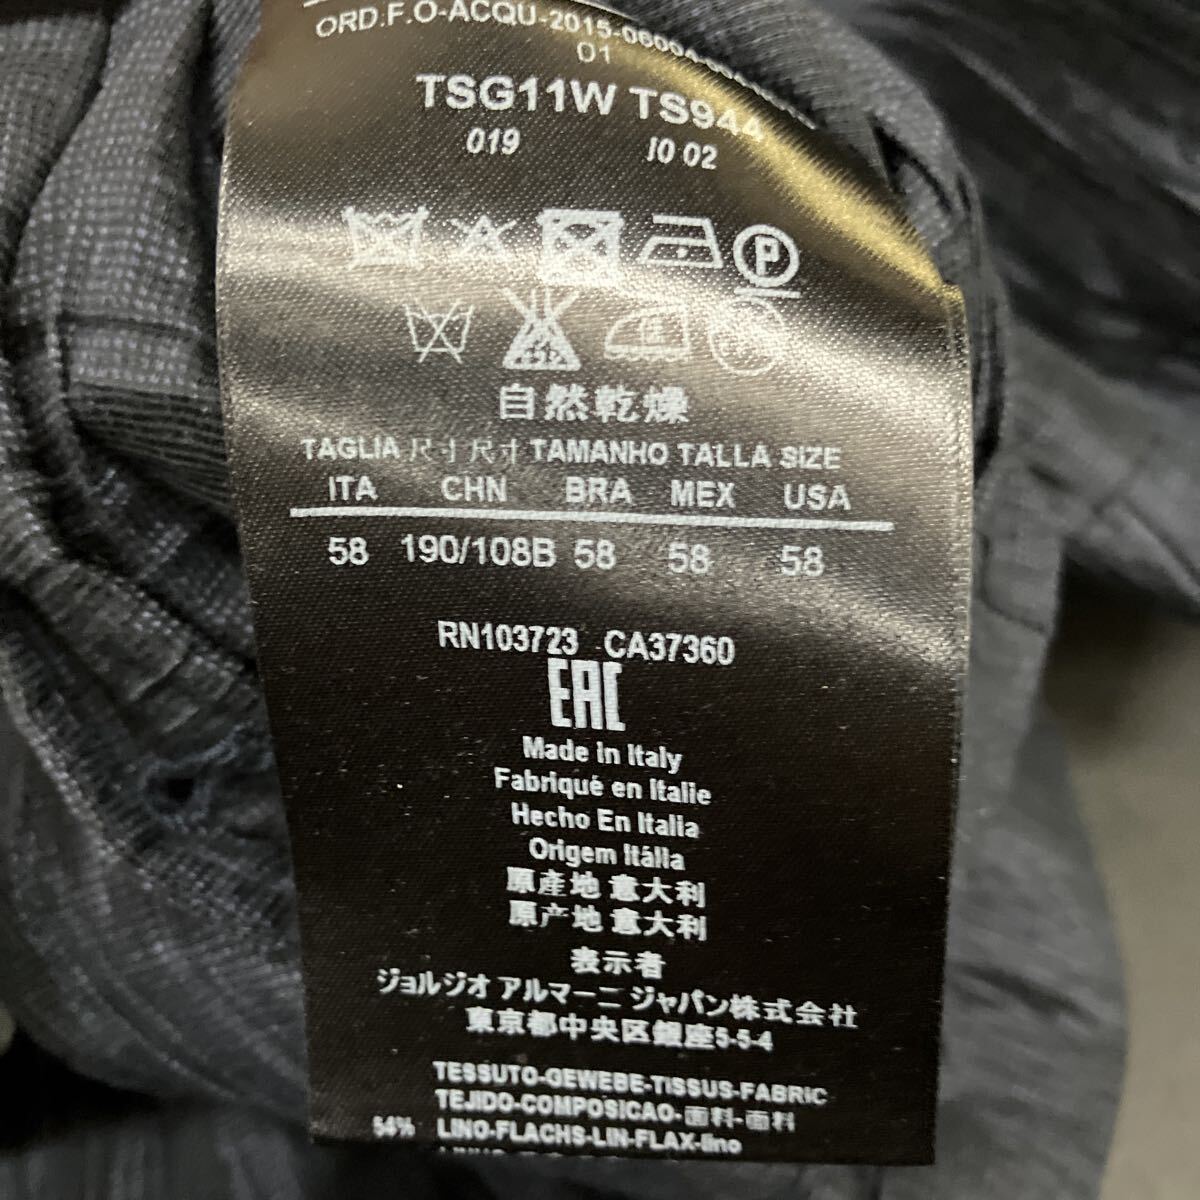 ORD.F.O-ACQU-2015-06004
01
TSG11W TS944
019 10 02
P
自然乾燥
TAGLIA 尺寸 尺寸 TAMANHO TALLA SIZE
ITA CHN BRA MEX USA
58 190/108B 58 58 58
RN103723 CA37360
EAC
Made in Italy
Fabriqué en Italie
Hecho En Italia
Origem Itália
原產地 意大利
原产地 意大利
表示者
ジョルジオ アルマーニ ジャパン株式会社
東京都中央区銀座5-5-4
TESSUTO-GEWEBE-TISSUS-FABRIC
TEJIDO-COMPOSICAO-面料-面料
54% LINO-FLACHS-LIN-FLAX-lino